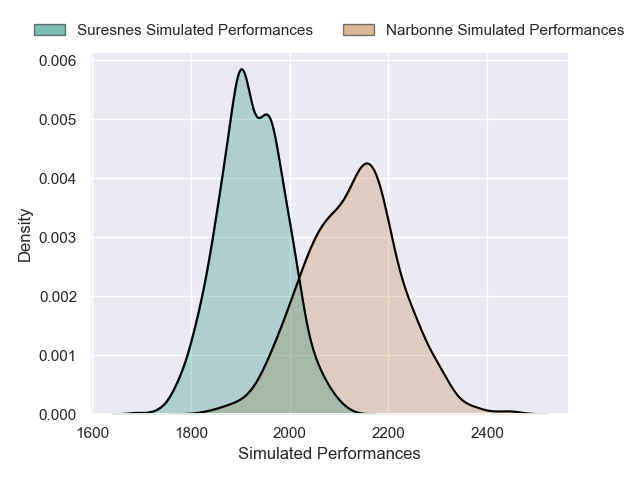 Suresnes Simulated Performances Narbonne Simulated Performances
0.006
0.005
0.004
0.003
0.002
0.001
0.000
Density
1600 1800 2000 2200 2400
Simulated Performances